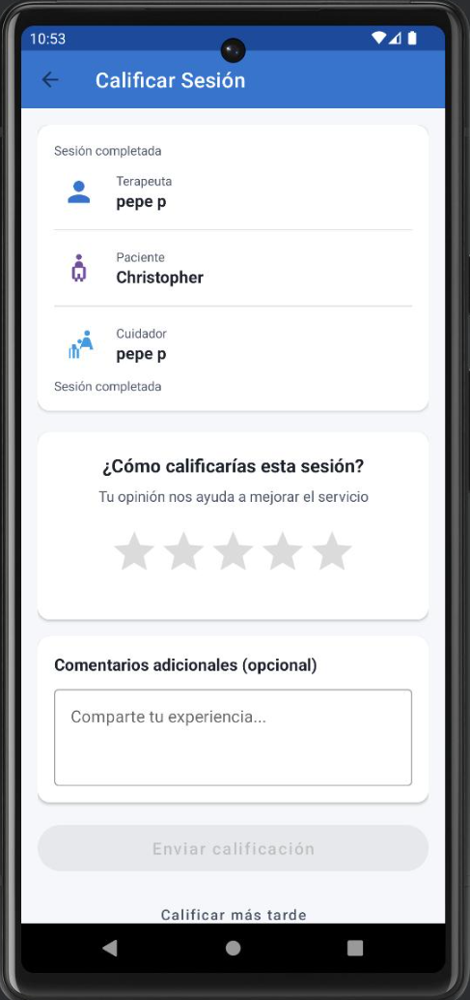 10:53
Calificar Sesión
Sesión completada
Terapeuta
pepe p
Paciente
Christopher
Cuidador
pepe p
Sesión completada
¿Cómo calificarías esta sesión?
Tu opinión nos ayuda a mejorar el servicio
Comentarios adicionales (opcional)
Comparte tu experiencia...
Enviar calificación
Calificar más tarde